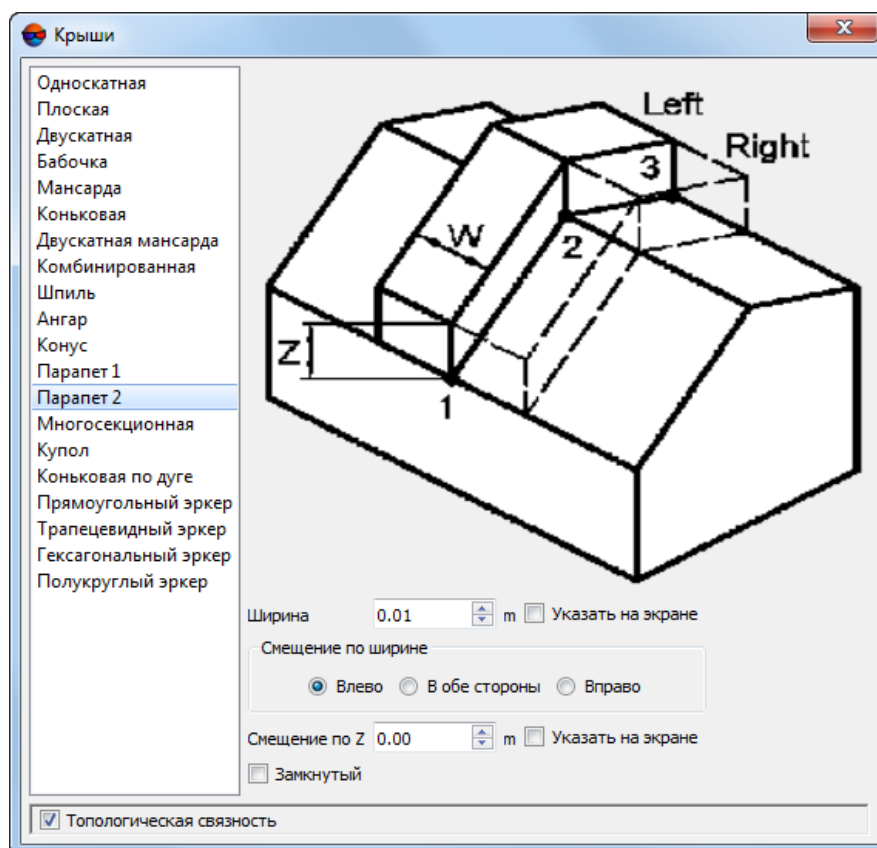 Крыши
Односкатная
Плоская
Двускатная
Бабочка
Мансарда
Коньковая
Двускатная мансарда
Комбинированная
Шпиль
Ангар
Конус
Парапет 1
Парапет 2
Многосекционная
Купол
Коньковая по дуге
Прямоугольный эркер
Трапецевидный эркер
Гексагональный эркер
Полукруглый эркер
Left
Right
3
W
2
Z
1
Ширина 0.01 m Указать на экране
Смещение по ширине
Влево В обе стороны Вправо
Смещение по Z 0.00 m Указать на экране
Замкнутый
Топологическая связность